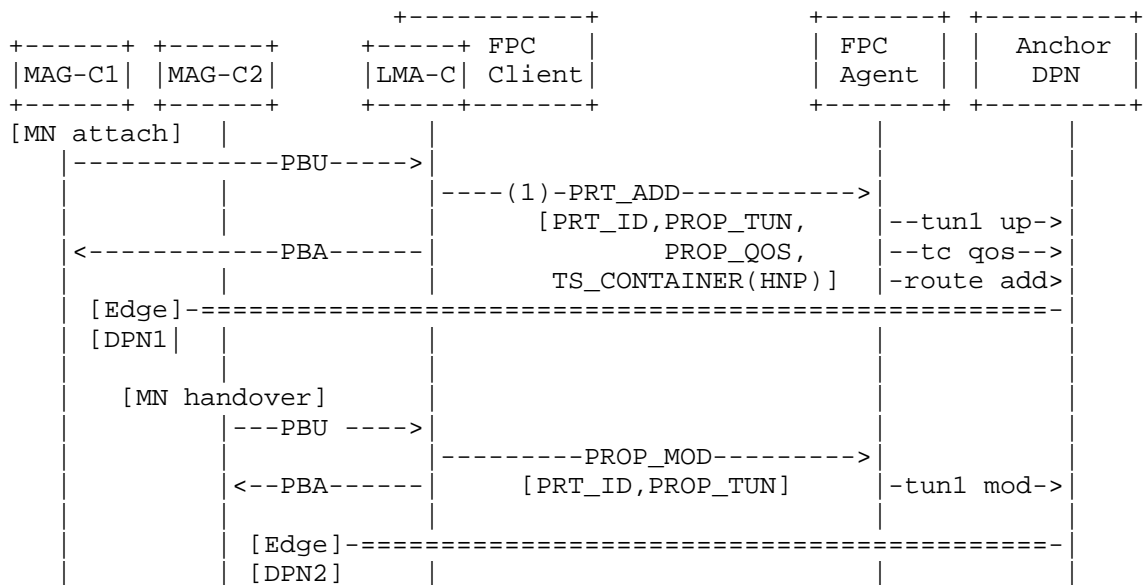 +-----------+              +-------+ +---------+
+------+ +------+     +-----+ FPC   |              | FPC   | |  Anchor |
|MAG-C1| |MAG-C2|     |LMA-C| Client|              | Agent | |   DPN   |
+------+ +------+     +-----+-------+              +-------+ +---------+
[MN attach]  |            |                            |           |
   |-------------PBU----->|                            |           |
   |         |            |----(1)-PRT_ADD----------->|           |
   |         |            |      [PRT_ID,PROP_TUN,     |--tun1 up->|
   |<------------PBA------|              PROP_QOS,     |--tc qos-->|
   |         |            |       TS_CONTAINER(HNP)]   |-route add>|
   | [Edge]-======================================================-|
   | [DPN1|  |            |                            |           |
   |         |            |                            |           |
   |   [MN handover]      |                            |           |
   |         |---PBU ---->|                            |           |
   |         |            |---------PROP_MOD--------->|           |
   |         |<--PBA------|     [PRT_ID,PROP_TUN]      |-tun1 mod->|
   |         |            |                            |           |
   |         | [Edge]-============================================-|
   |         | [DPN2]     |                            |           |